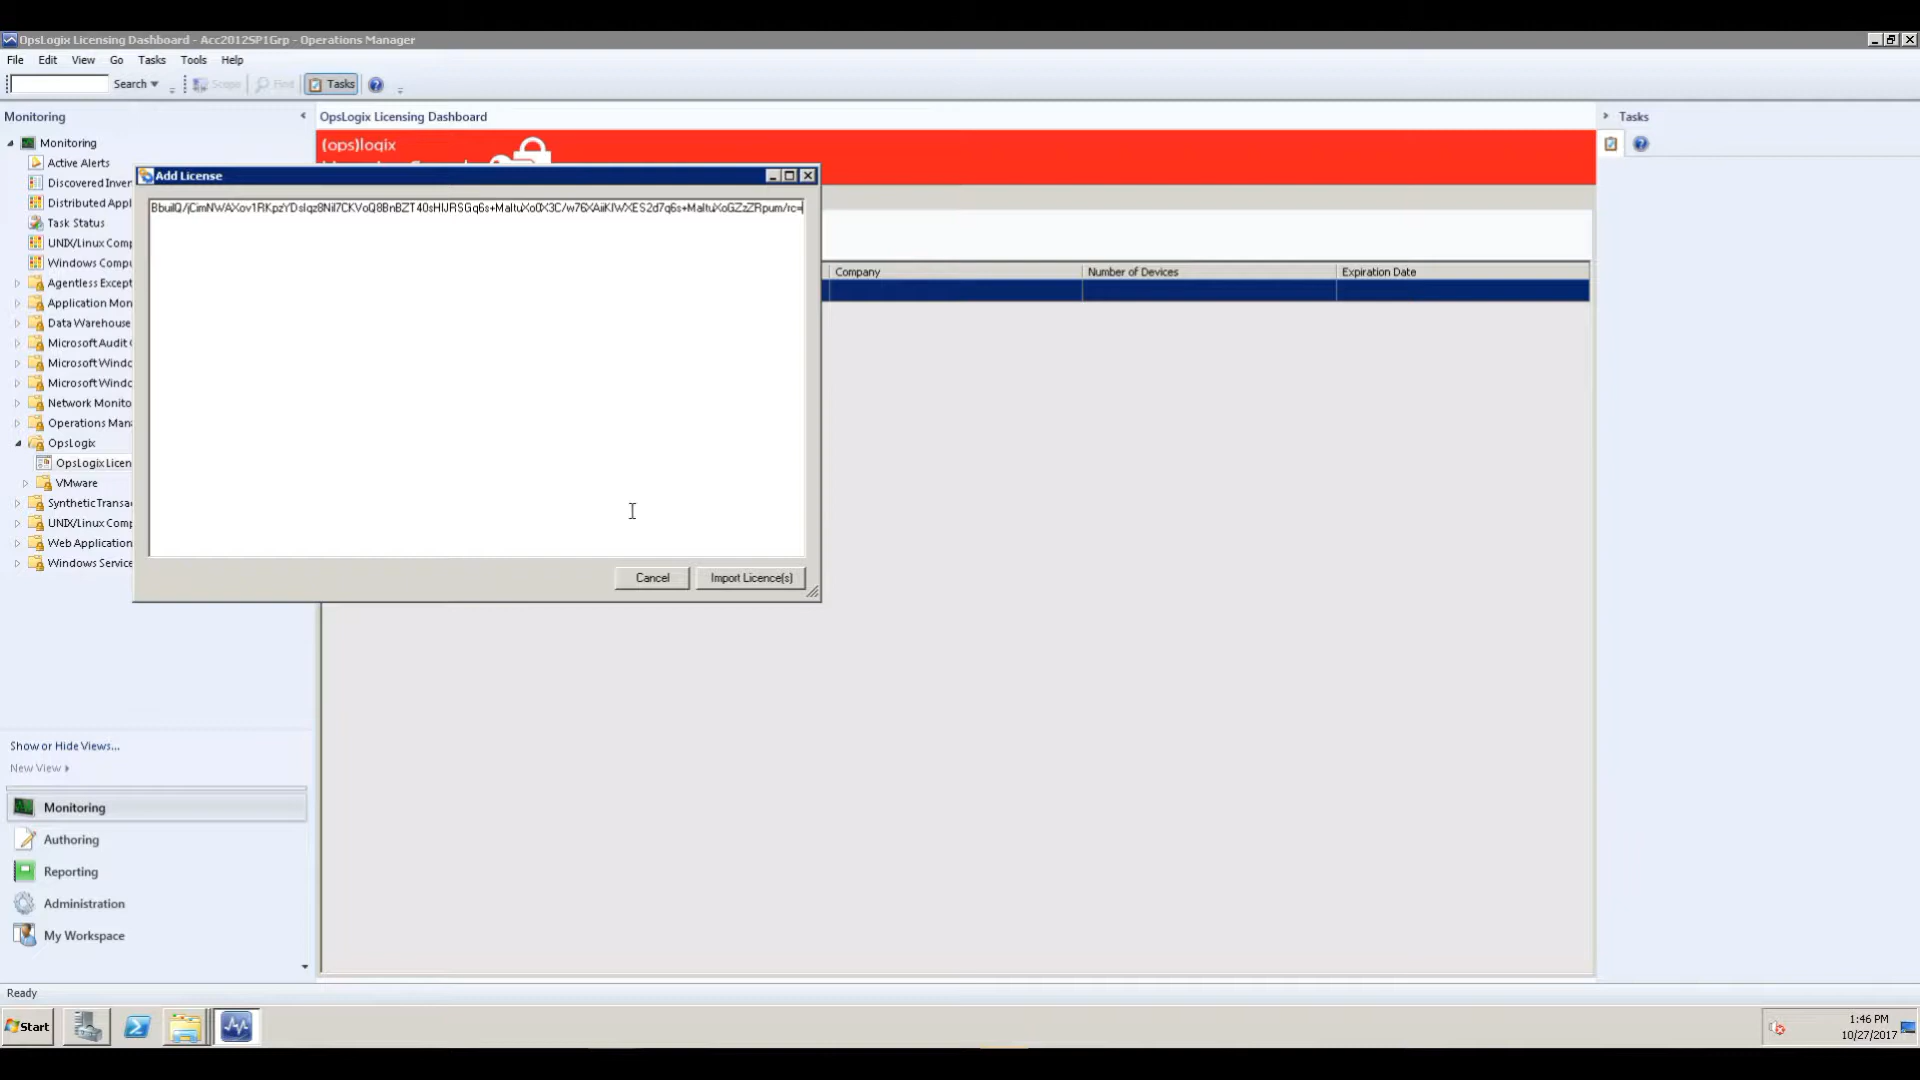 OpsLogix Licensing Dashboard - Acc2012SP1Grp - Operations Manager
File Edit View Go Tasks Tools Help
Search Scope Find Tasks
Monitoring
OpsLogix Licensing Dashboard
Tasks
Monitoring
Active Alerts
Discovered Inver
Distributed Appl
Task Status
UNIX/Linux Comp
Windows Compu
Agentless Except
Application Mon
Data Warehouse
Microsoft Audit
Microsoft Windo
Microsoft Windo
Network Monito
Operations Man
OpsLogix
OpsLogix Licen
VMware
Synthetic Transa
UNIX/Linux Comp
Web Application
Windows Service
(ops)logix
Add License
Company Number of Devices Expiration Date
Cancel Import Licence(s)
Show or Hide Views...
New View
Monitoring
Authoring
Reporting
Administration
My Workspace
Ready
Start
1:46 PM
10/27/2017